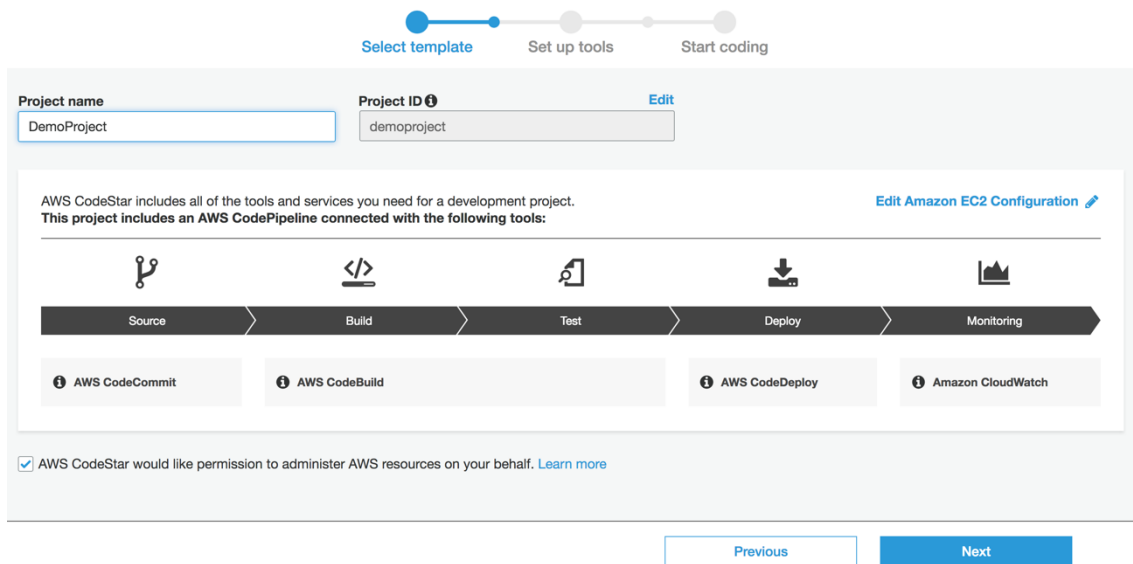 Select template
Set up tools
Start coding
Project name
Project ID
Edit
DemoProject
demoproject
AWS CodeStar includes all of the tools and services you need for a development project.
Edit Amazon EC2 Configuration
This project includes an AWS CodePipeline connected with the following tools:
Source
Build
Test
Deploy
Monitoring
AWS CodeCommit
AWS CodeBuild
AWS CodeDeploy
Amazon CloudWatch
AWS CodeStar would like permission to administer AWS resources on your behalf. Learn more
Previous
Next